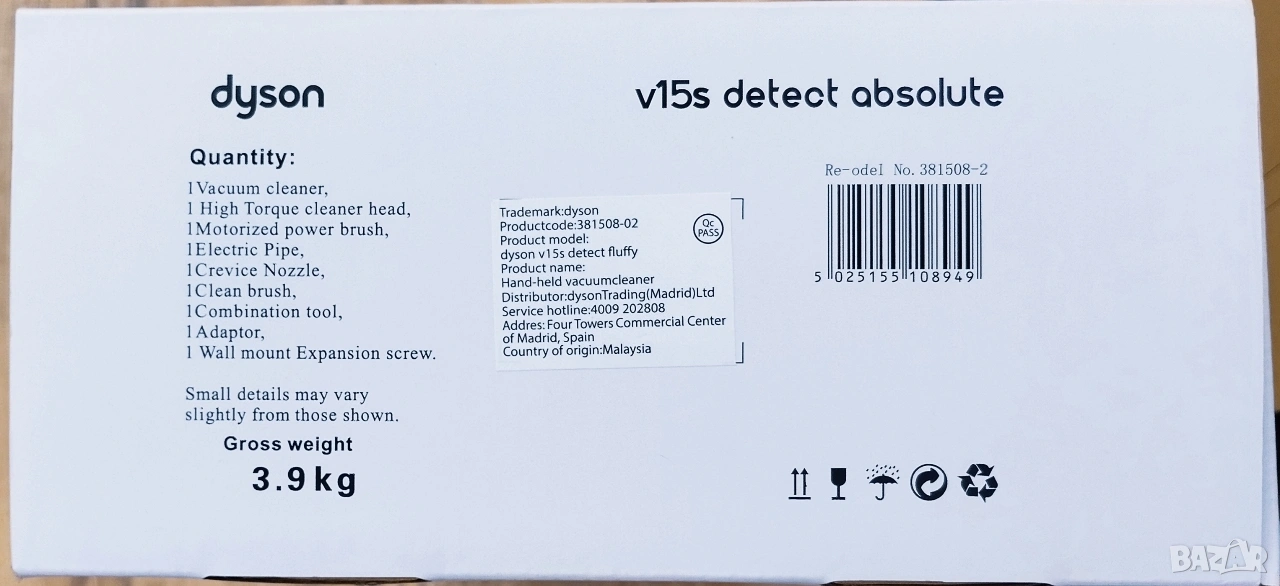 dyson
v15s detect absolute
Quantity:
1Vacuum cleaner,
1 High Torque cleaner head,
1Motorized power brush,
1Electric Pipe,
1Crevice Nozzle,
1Clean brush,
1Combination tool,
1Adaptor,
1 Wall mount Expansion screw.
Small details may vary
slightly from those shown.
Gross weight
3.9kg
Trademark:dyson
Productcode:381508-02
Product model:
dyson v15s detect fluffy
Product name:
Hand-held vacuumcleaner
Distributor:dysonTrading(Madrid)Ltd
Service hotline:4009 202808
Addres: Four Towers Commercial Center
of Madrid, Spain
Country of origin:Malaysia
Qc
PASS
Re-odel No.381508-2
5 025155 108949
BAZAR